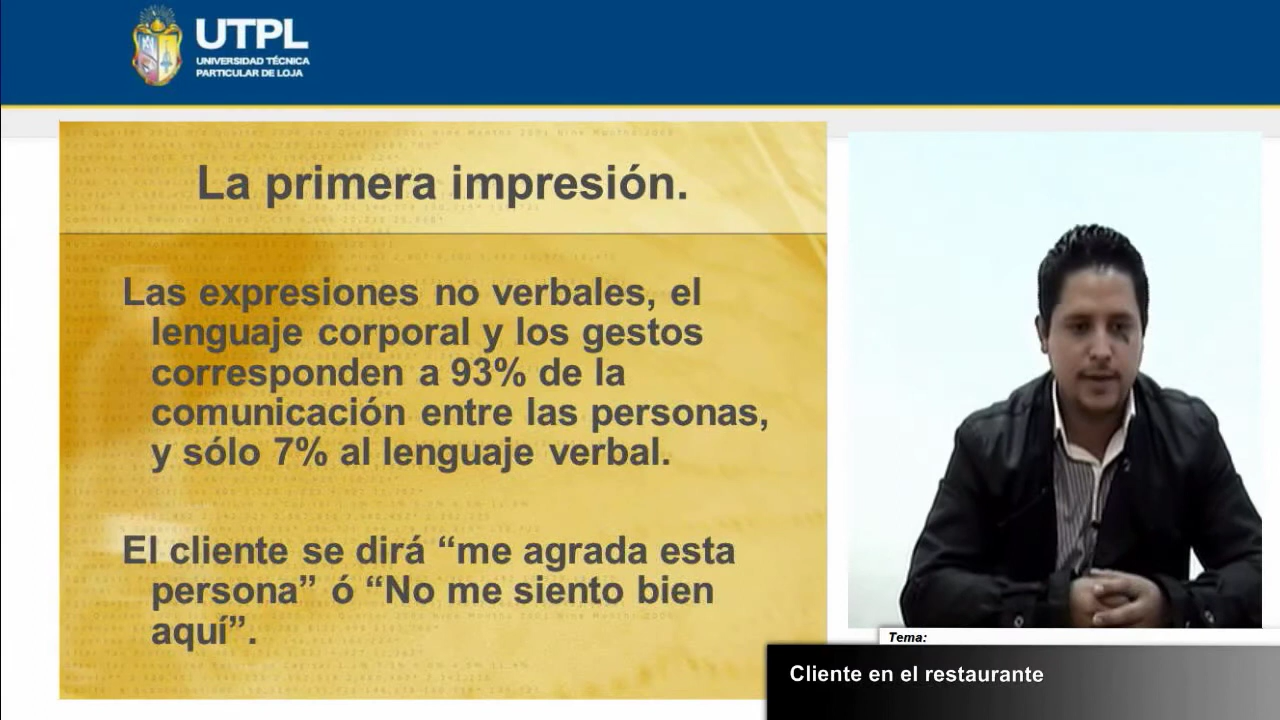 UTPL
UNIVERSIDAD TÉCNICA
PARTICULAR DE LOJA
La primera impresión.
Las expresiones no verbales, el
lenguaje corporal y los gestos
corresponden a 93% de la
comunicación entre las personas,
y sólo 7% al lenguaje verbal.
El cliente se dirá “me agrada esta
persona” ó “No me siento bien
aquí”.
Tema:
Cliente en el restaurante